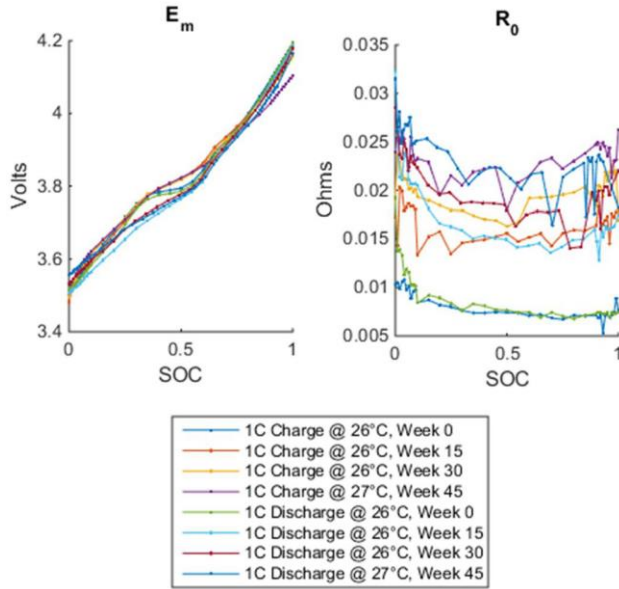 E_m
R_0
4.2
4
3.8
3.6
3.4
Volts
0
0.5
1
SOC
0.035
0.03
0.025
0.02
0.015
0.01
0.005
Ohms
0
0.5
1
SOC
1C Charge @ 26°C, Week 0
1C Charge @ 26°C, Week 15
1C Charge @ 26°C, Week 30
1C Charge @ 27°C, Week 45
1C Discharge @ 26°C, Week 0
1C Discharge @ 26°C, Week 15
1C Discharge @ 26°C, Week 30
1C Discharge @ 27°C, Week 45